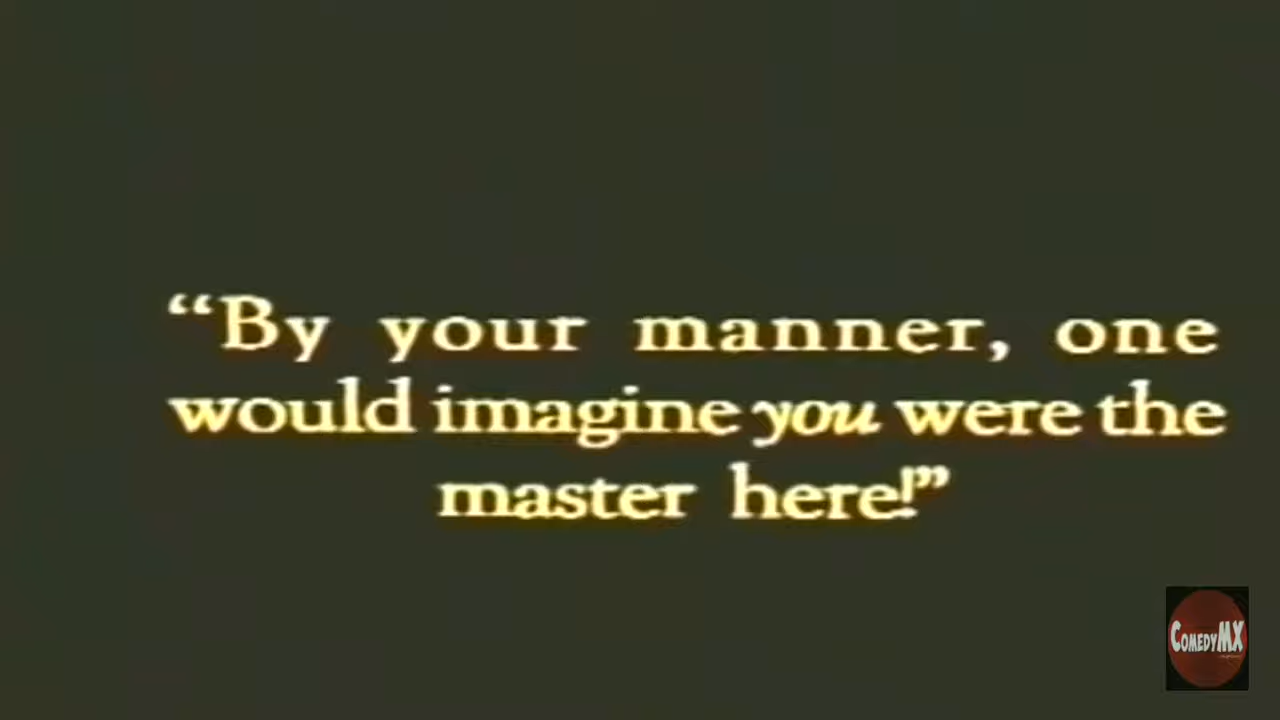 “By your manner, one
would imagine you were the
master here!”
COMEDYMX